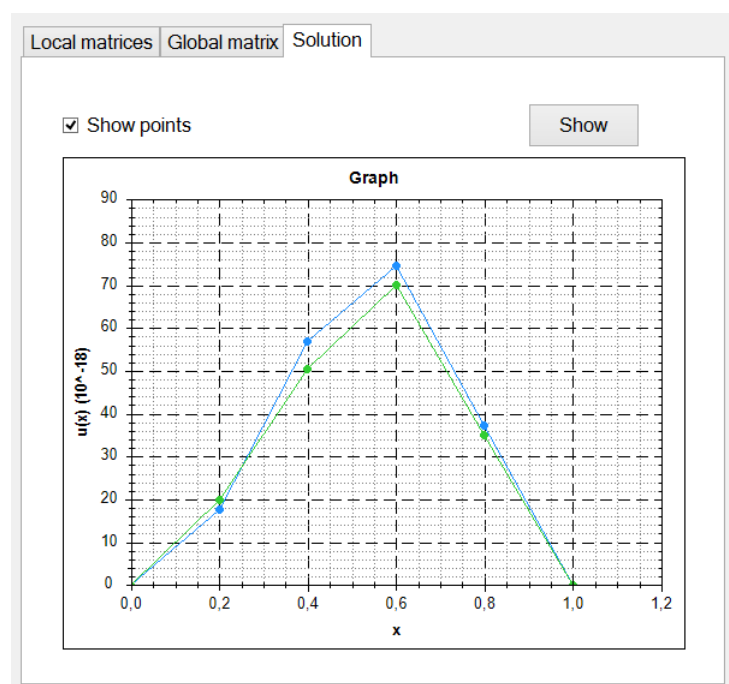 Local matrices Global matrix Solution
Show points Show
Graph
90
80
70
60
50
40
30
20
10
0
u(x) (10^-18)
0,0 0,2 0,4 0,6 0,8 1,0 1,2
x